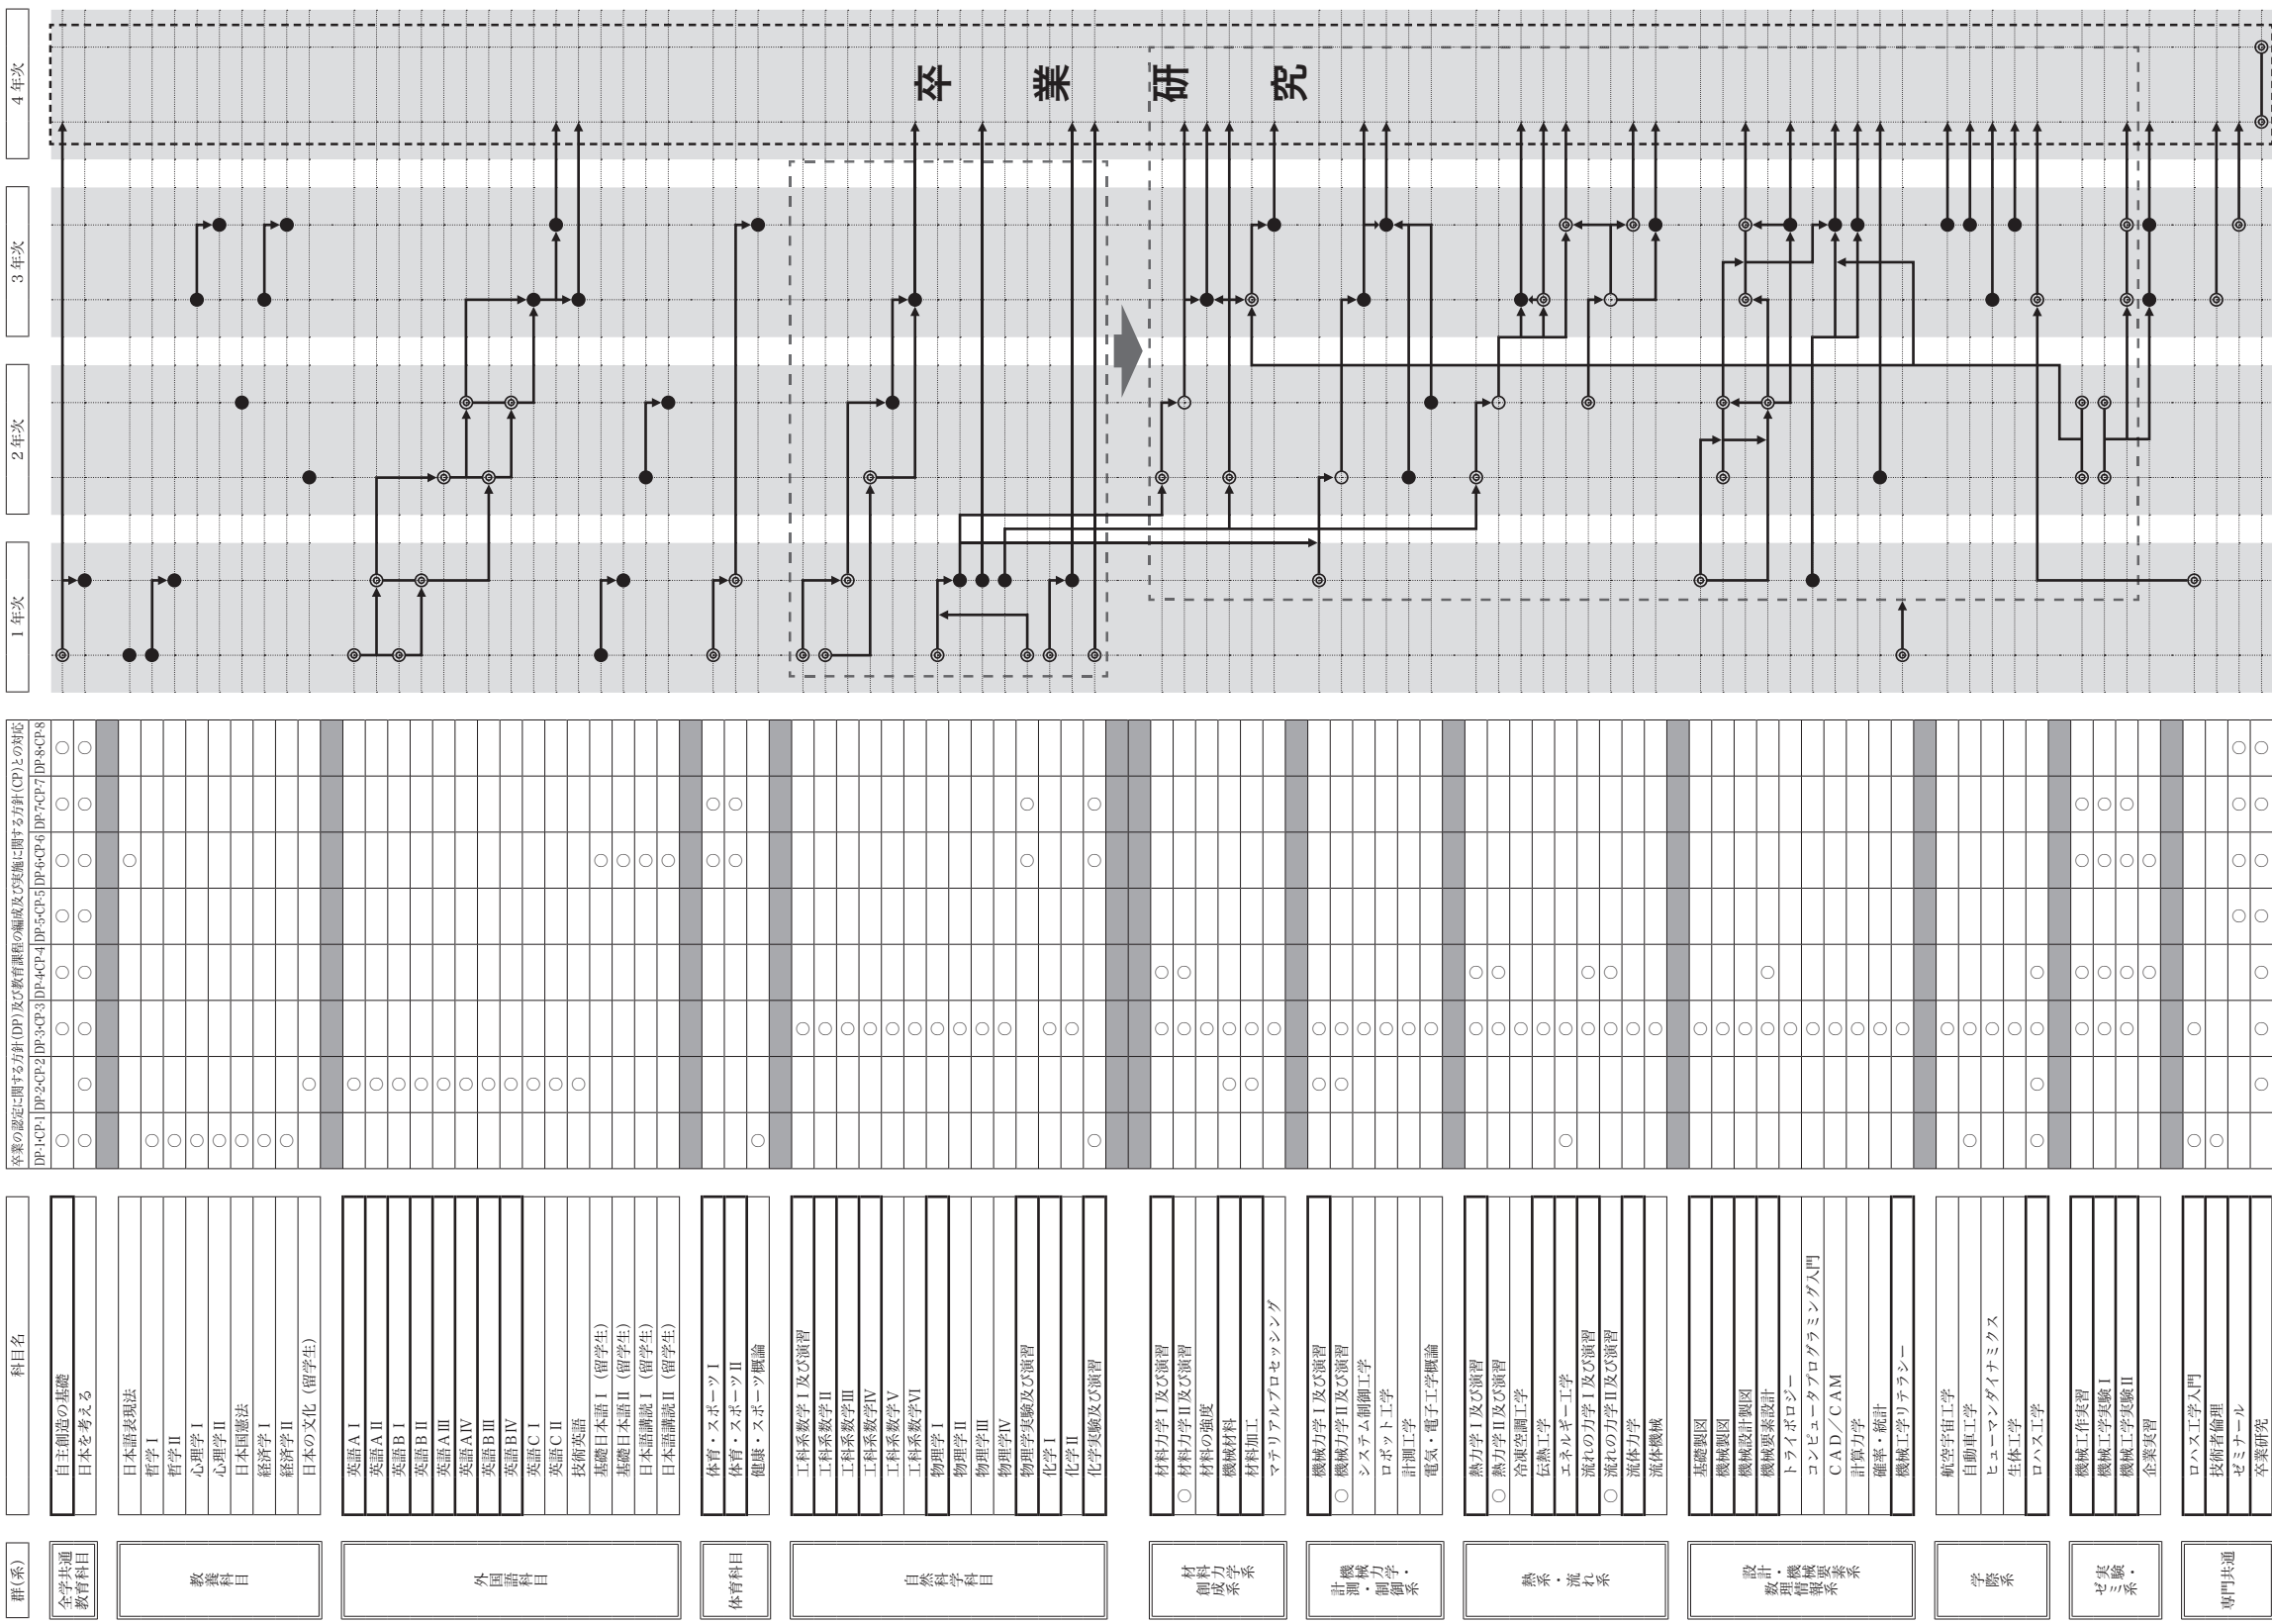 群(系)
科目名
卒業の認定に関する方針(DP)及び教育課程の編成及び実施に関する方針(CP)との対応
DP-1・CP-1 DP-2・CP-2 DP-3・CP-3 DP-4・CP-4 DP-5・CP-5 DP-6・CP-6 DP-7・CP-7 DP-8・CP-8
1年次
2年次
3年次
4年次
全学共通
教育科目
自主創造の基礎
日本を考える
教養科目
日本語表現法
哲学Ⅰ
哲学Ⅱ
心理学Ⅰ
心理学Ⅱ
日本国憲法
経済学Ⅰ
経済学Ⅱ
日本の文化(留学生)
外国語科目
英語AⅠ
英語AⅡ
英語BⅠ
英語BⅡ
英語AⅢ
英語AⅣ
英語BⅢ
英語BⅣ
英語CⅠ
英語CⅡ
技術英語
基礎日本語Ⅰ(留学生)
基礎日本語Ⅱ(留学生)
日本語講読Ⅰ(留学生)
日本語講読Ⅱ(留学生)
体育科目
体育・スポーツⅠ
体育・スポーツⅡ
健康・スポーツ概論
自然科学科目
工科系数学Ⅰ及び演習
工科系数学Ⅱ
工科系数学Ⅲ
工科系数学Ⅳ
工科系数学Ⅴ
工科系数学Ⅵ
物理学Ⅰ
物理学Ⅱ
物理学Ⅲ
物理学Ⅳ
物理学実験及び演習
化学Ⅰ
化学Ⅱ
化学実験及び演習
材料力学
創成系系
材料力学Ⅰ及び演習
○ 材料力学Ⅱ及び演習
材料の強度
機械材料
材料加工
マテリアルプロセッシング
機械力学・
計測・制御系
機械力学Ⅰ及び演習
○ 機械力学Ⅱ及び演習
システム制御工学
ロボット工学
計測工学
電気・電子工学概論
熱・流れ系系
熱力学Ⅰ及び演習
○ 熱力学Ⅱ及び演習
冷凍空調工学
伝熱工学
エネルギー工学
流れの力学Ⅰ及び演習
○ 流れの力学Ⅱ及び演習
流体力学
流体機械
設計・機械要素系
数理情報系
基礎製図
機械製図
機械設計製図
機械要素設計
トライボロジー
コンピュータプログラミング入門
CAD/CAM
計算力学
確率・統計
機械工学リテラシー
学際系
航空宇宙工学
自動車工学
ヒューマンダイナミクス
生体工学
ロハス工学
実験・
ゼミ系
機械工作実習
機械工学実験Ⅰ
機械工学実験Ⅱ
企業実習
専門共通
ロハス工学入門
技術者倫理
ゼミナール
卒業研究
卒業研究